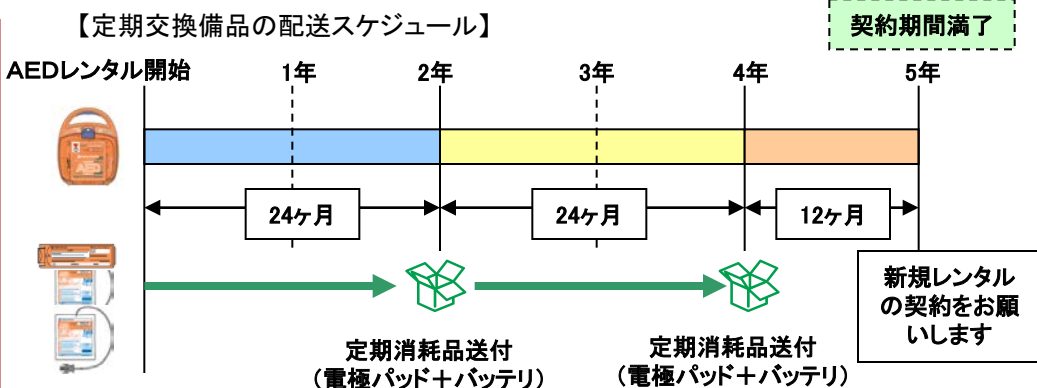 【定期交換備品の配送スケジュール】
契約期間満了
AEDレンタル開始
1年
2年
3年
4年
5年
AED
24ヶ月
24ヶ月
12ヶ月
定期消耗品送付
（電極パッド＋バッテリ）
定期消耗品送付
（電極パッド＋バッテリ）
新規レンタル
の契約をお願
いします